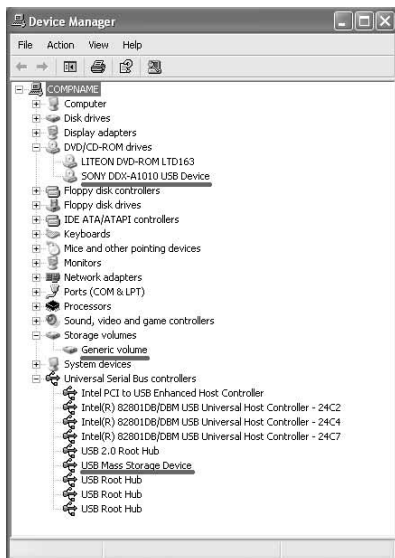 Device Manager
File Action View Help
COMPNAME
Computer
Disk drives
Display adapters
DVD/CD-ROM drives
LITEON DVD-ROM LTD163
SONY DDX-A1010 USB Device
Floppy disk controllers
Floppy disk drives
IDE ATA/ATAPI controllers
Keyboards
Mice and other pointing devices
Monitors
Network adapters
Ports (COM & LPT)
Processors
Sound, video and game controllers
Storage volumes
Generic volume
System devices
Universal Serial Bus controllers
Intel PCI to USB Enhanced Host Controller
Intel(R) 82801DB/DBM USB Universal Host Controller - 24C2
Intel(R) 82801DB/DBM USB Universal Host Controller - 24C4
Intel(R) 82801DB/DBM USB Universal Host Controller - 24C7
USB 2.0 Root Hub
USB Mass Storage Device
USB Root Hub
USB Root Hub
USB Root Hub